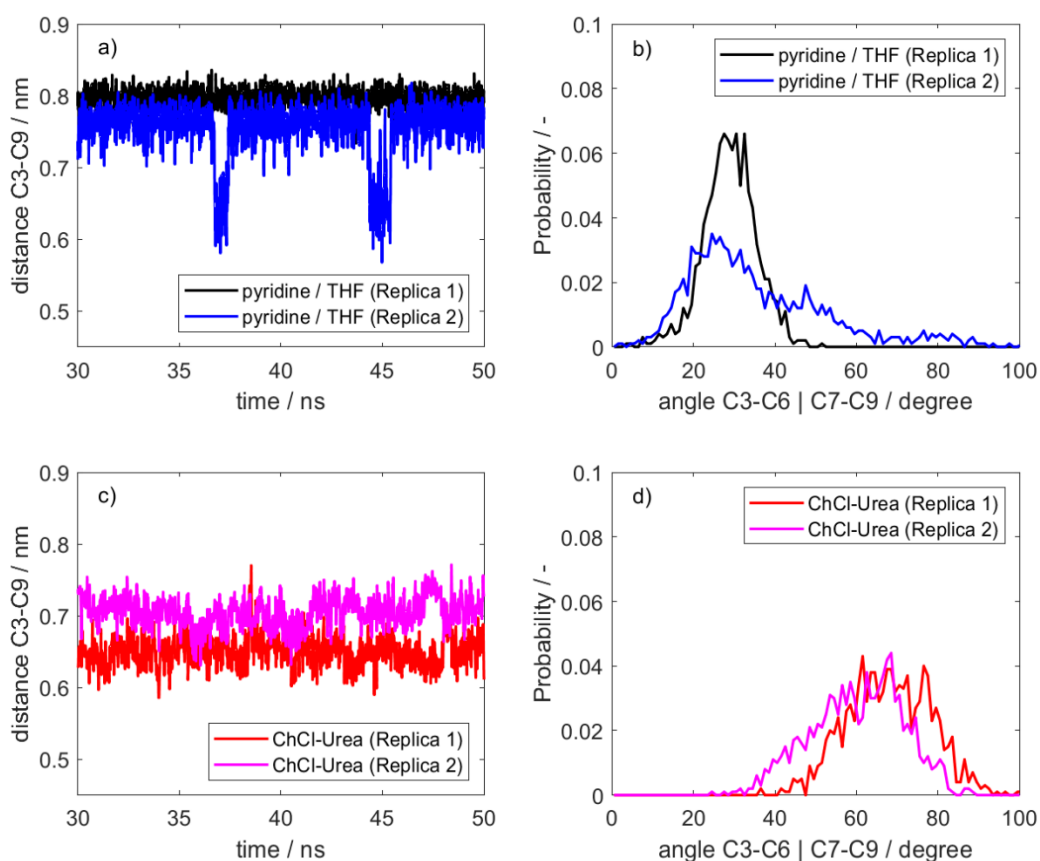 a)
0.9
0.8
0.7
0.6
0.5
distance C3-C9 / nm
pyridine / THF (Replica 1)
pyridine / THF (Replica 2)
30 35 40 45 50
time / ns
b)
pyridine / THF (Replica 1)
pyridine / THF (Replica 2)
0.1
0.08
0.06
0.04
0.02
0
Probability / -
0 20 40 60 80 100
angle C3-C6 | C7-C9 / degree
c)
0.9
0.8
0.7
0.6
0.5
distance C3-C9 / nm
ChCl-Urea (Replica 1)
ChCl-Urea (Replica 2)
30 35 40 45 50
time / ns
d)
ChCl-Urea (Replica 1)
ChCl-Urea (Replica 2)
0.1
0.08
0.06
0.04
0.02
0
Probability / -
0 20 40 60 80 100
angle C3-C6 | C7-C9 / degree